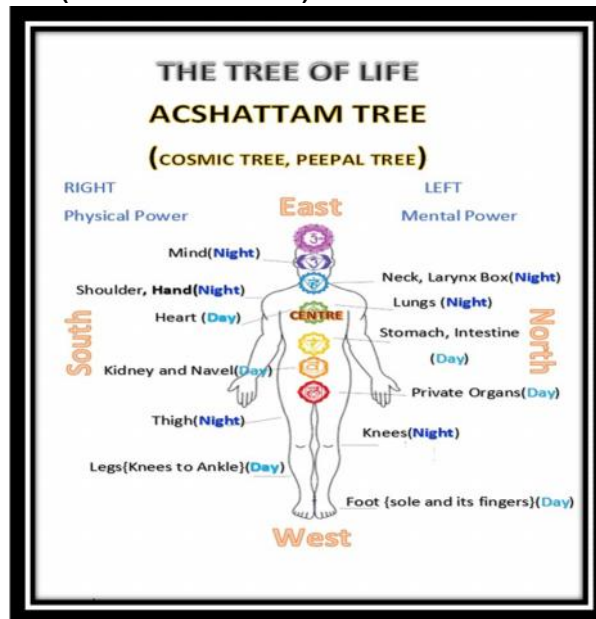 THE TREE OF LIFE
ACSHATTAM TREE
(COSMIC TREE, PEEPAL TREE)
RIGHT
LEFT
Physical Power
East
Mental Power
Mind(Night)
Neck, Larynx Box(Night)
Shoulder, Hand(Night)
Lungs (Night)
Heart (Day)
CENTRE
South
North
Stomach, Intestine
(Day)
Kidney and Navel(Day)
Private Organs(Day)
Thigh(Night)
Knees(Night)
Legs{Knees to Ankle}(Day)
Foot {sole and its fingers}(Day)
West